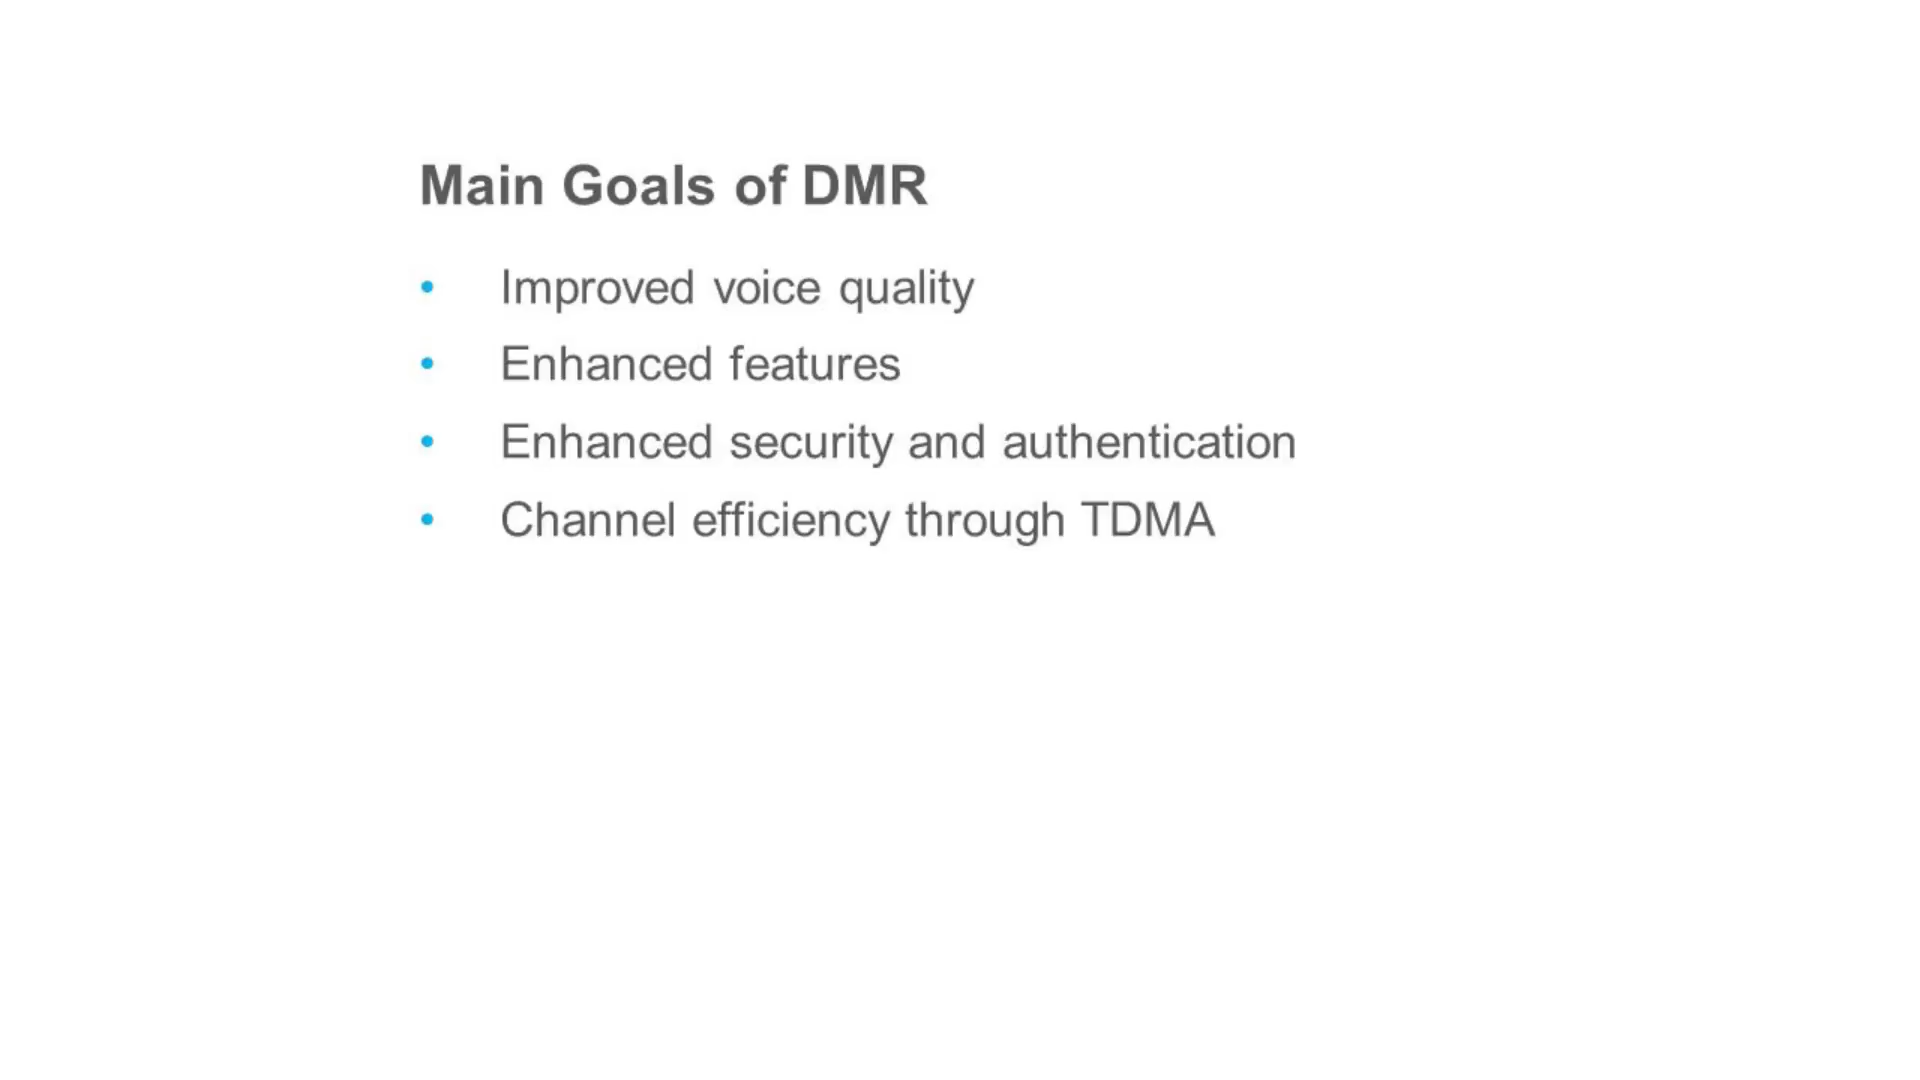 Main Goals of DMR
• Improved voice quality
• Enhanced features
• Enhanced security and authentication
• Channel efficiency through TDMA